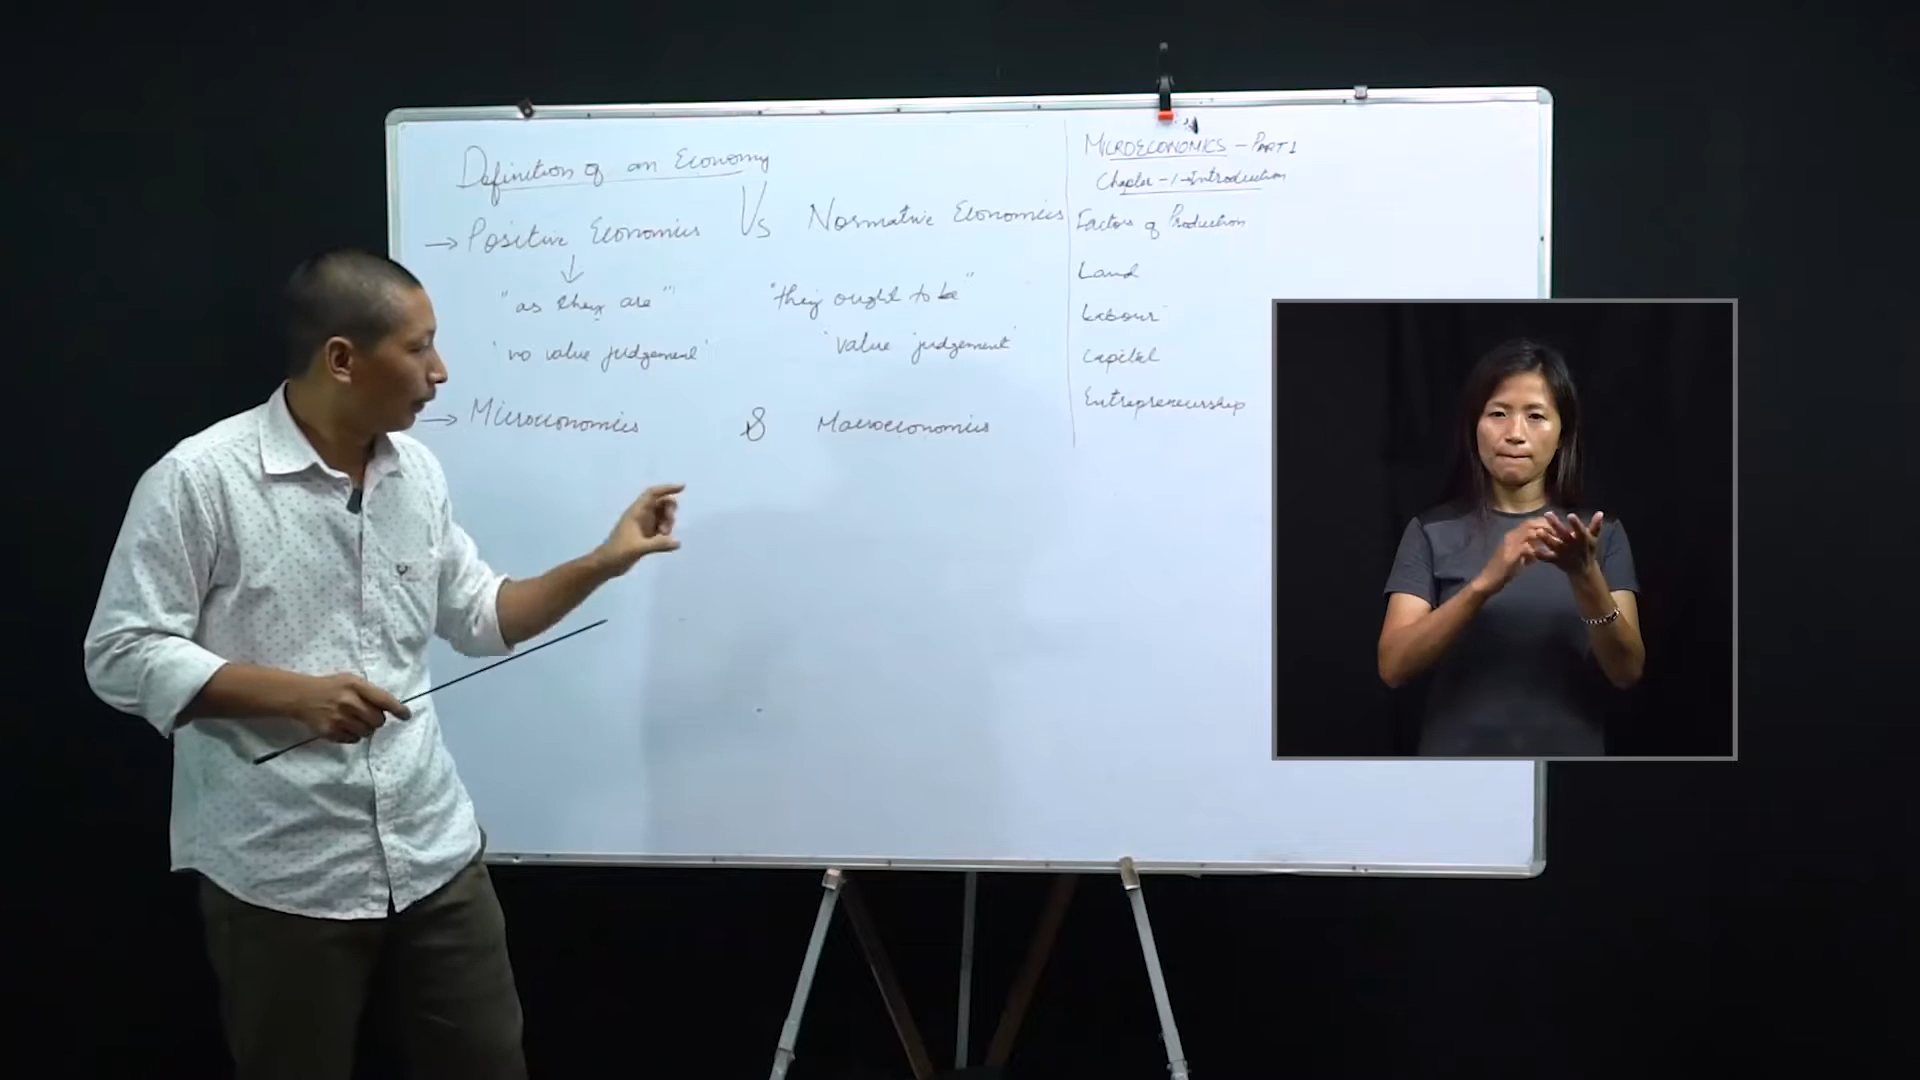 Definition of an Economy
→ Positive Economics Vs Normative Economics
↓
"as they are" "they ought to be"
'no value judgement' 'value judgement'
→ Microeconomics & Macroeconomics
MICROECONOMICS - PART 1
Chapter-1-Introduction
Factors of Production
Land
Labour
Capital
Entrepreneurship